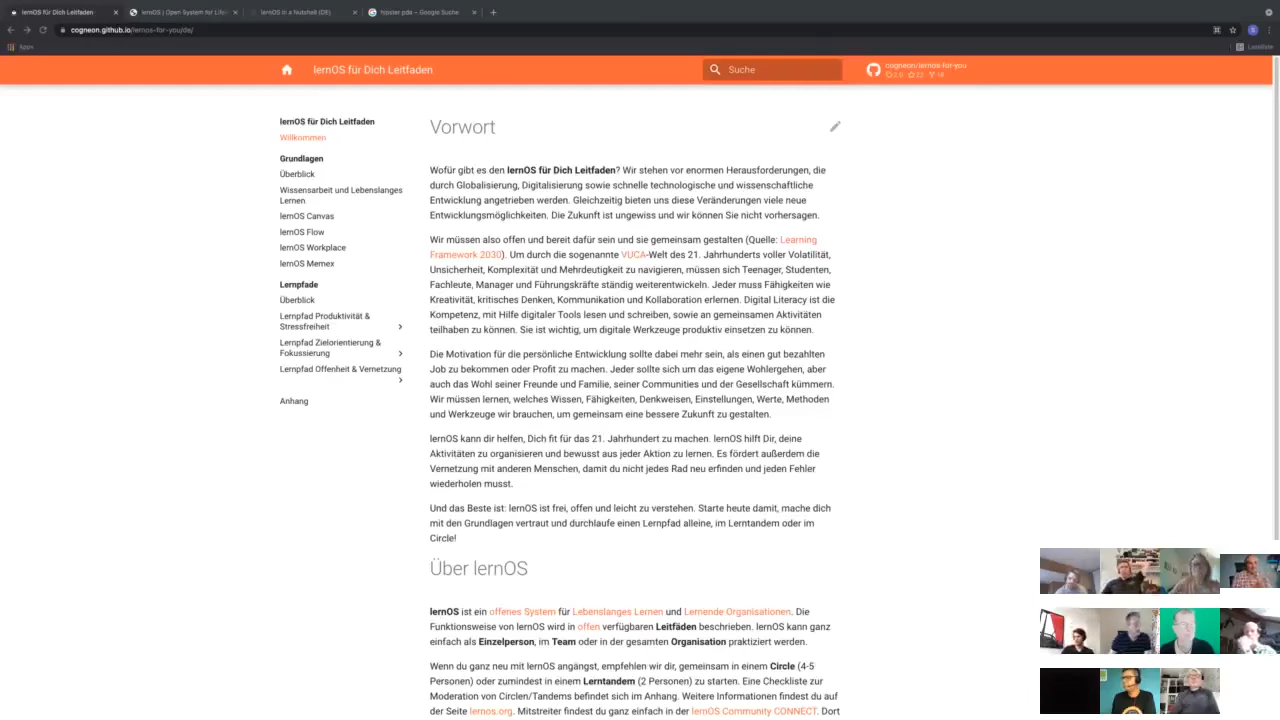 lernOS für Dich Leitfaden
lernOS | Open System for Life
lernOS in a Nutshell (DE)
hipster pda – Google Suche
cogneon.github.io/lernos-for-you/de/
Apps
Leseliste
lernOS für Dich Leitfaden
Suche
cogneon/lernos-for-you
2.0 22 18
lernOS für Dich Leitfaden
Willkommen
Grundlagen
Überblick
Wissensarbeit und Lebenslanges
Lernen
lernOS Canvas
lernOS Flow
lernOS Workplace
lernOS Memex
Lernpfade
Überblick
Lernpfad Produktivität &
Stressfreiheit
Lernpfad Zielorientierung &
Fokussierung
Lernpfad Offenheit & Vernetzung
Anhang
Vorwort
Wofür gibt es den lernOS für Dich Leitfaden? Wir stehen vor enormen Herausforderungen, die
durch Globalisierung, Digitalisierung sowie schnelle technologische und wissenschaftliche
Entwicklung angetrieben werden. Gleichzeitig bieten uns diese Veränderungen viele neue
Entwicklungsmöglichkeiten. Die Zukunft ist ungewiss und wir können Sie nicht vorhersagen.
Wir müssen also offen und bereit dafür sein und sie gemeinsam gestalten (Quelle: Learning
Framework 2030). Um durch die sogenannte VUCA-Welt des 21. Jahrhunderts voller Volatilität,
Unsicherheit, Komplexität und Mehrdeutigkeit zu navigieren, müssen sich Teenager, Studenten,
Fachleute, Manager und Führungskräfte ständig weiterentwickeln. Jeder muss Fähigkeiten wie
Kreativität, kritisches Denken, Kommunikation und Kollaboration erlernen. Digital Literacy ist die
Kompetenz, mit Hilfe digitaler Tools lesen und schreiben, sowie an gemeinsamen Aktivitäten
teilhaben zu können. Sie ist wichtig, um digitale Werkzeuge produktiv einsetzen zu können.
Die Motivation für die persönliche Entwicklung sollte dabei mehr sein, als einen gut bezahlten
Job zu bekommen oder Profit zu machen. Jeder sollte sich um das eigene Wohlergehen, aber
auch das Wohl seiner Freunde und Familie, seiner Communities und der Gesellschaft kümmern.
Wir müssen lernen, welches Wissen, Fähigkeiten, Denkweisen, Einstellungen, Werte, Methoden
und Werkzeuge wir brauchen, um gemeinsam eine bessere Zukunft zu gestalten.
lernOS kann dir helfen, Dich fit für das 21. Jahrhundert zu machen. lernOS hilft Dir, deine
Aktivitäten zu organisieren und bewusst aus jeder Aktion zu lernen. Es fördert außerdem die
Vernetzung mit anderen Menschen, damit du nicht jedes Rad neu erfinden und jeden Fehler
wiederholen musst.
Und das Beste ist: lernOS ist frei, offen und leicht zu verstehen. Starte heute damit, mache dich
mit den Grundlagen vertraut und durchlaufe einen Lernpfad alleine, im Lerntandem oder im
Circle!
Über lernOS
lernOS ist ein offenes System für Lebenslanges Lernen und Lernende Organisationen. Die
Funktionsweise von lernOS wird in offen verfügbaren Leitfäden beschrieben. lernOS kann ganz
einfach als Einzelperson, im Team oder in der gesamten Organisation praktiziert werden.
Wenn du ganz neu mit lernOS angängst, empfehlen wir dir, gemeinsam in einem Circle (4-5
Personen) oder zumindest in einem Lerntandem (2 Personen) zu starten. Eine Checkliste zur
Moderation von Circlen/Tandems befindet sich im Anhang. Weitere Informationen findest du auf
der Seite lernos.org. Mitstreiter findest du ganz einfach in der lernOS Community CONNECT. Dort